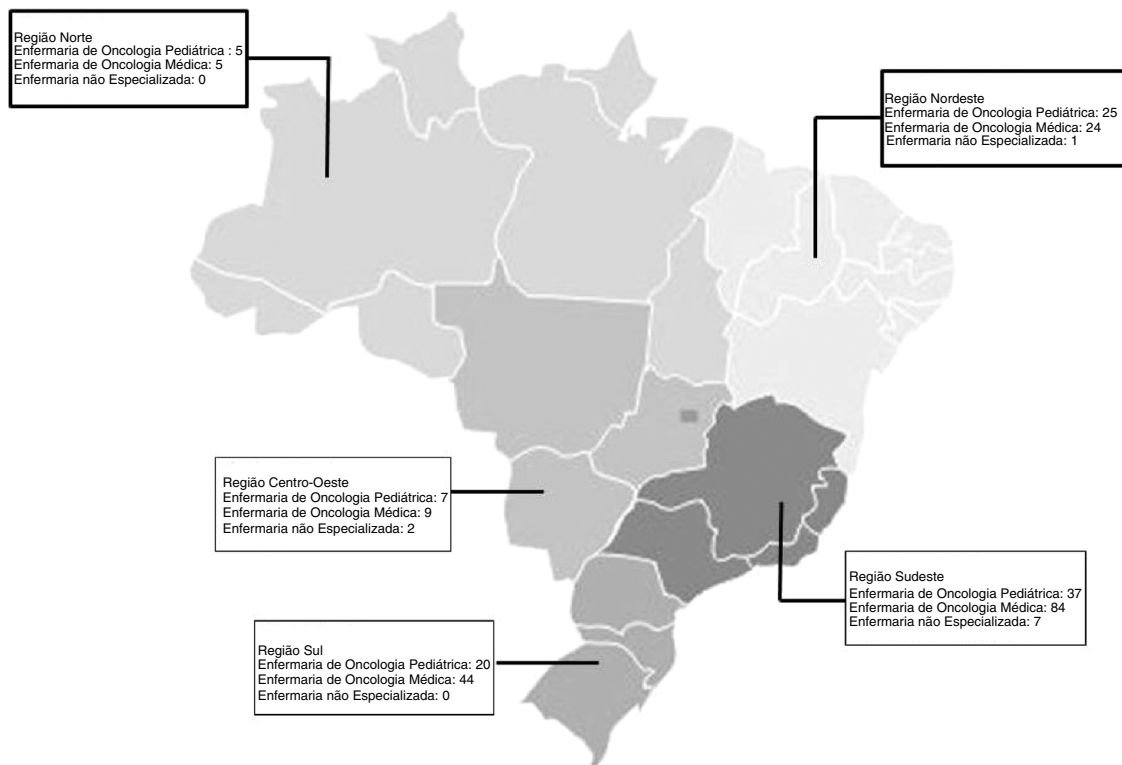 Região Norte
Enfermaria de Oncologia Pediátrica : 5
Enfermaria de Oncologia Médica: 5
Enfermaria não Especializada: 0
Região Nordeste
Enfermaria de Oncologia Pediátrica: 25
Enfermaria de Oncologia Médica: 24
Enfermaria não Especializada: 1
Região Centro-Oeste
Enfermaria de Oncologia Pediátrica: 7
Enfermaria de Oncologia Médica: 9
Enfermaria não Especializada: 2
Região Sudeste
Enfermaria de Oncologia Pediátrica: 37
Enfermaria de Oncologia Médica: 84
Enfermaria não Especializada: 7
Região Sul
Enfermaria de Oncologia Pediátrica: 20
Enfermaria de Oncologia Médica: 44
Enfermaria não Especializada: 0